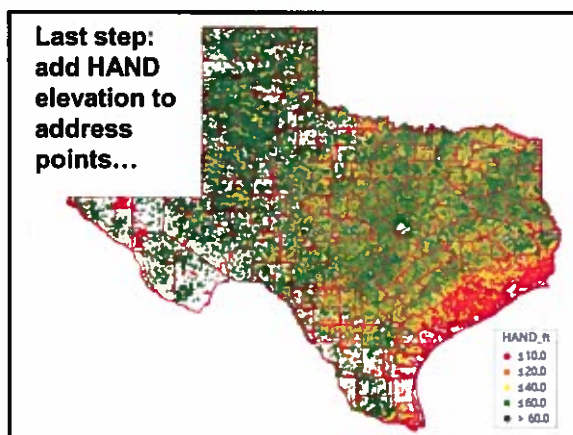 Last step:
add HAND
elevation to
address
points...
HAND_ft
≤10.0
≤20.0
≤40.0
≤60.0
> 60.0